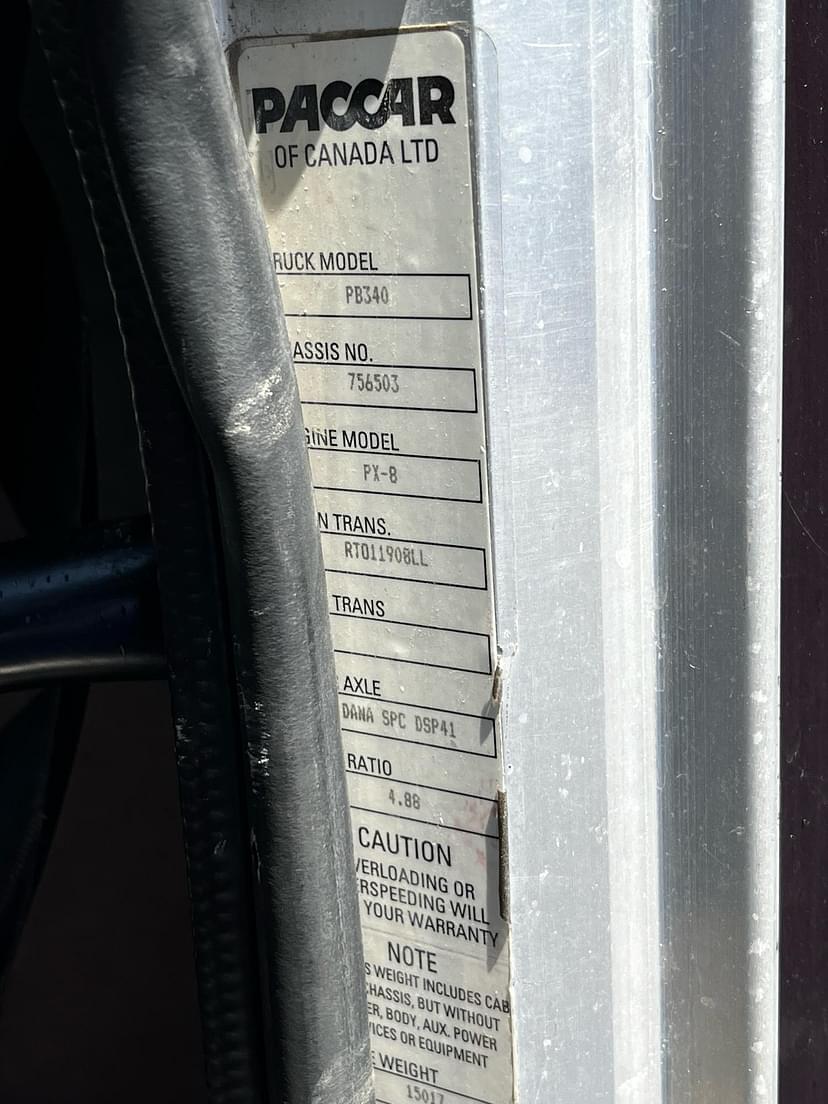 PACCAR
OF CANADA LTD
RUCK MODEL
PB340
ASSIS NO.
756503
GINE MODEL
PX-8
N TRANS.
RTO11908LL
TRANS
AXLE
DANA SPC DSP41
RATIO
4.88
CAUTION
VERLOADING OR
ERSPEEDING WILL
YOUR WARRANTY
NOTE
S WEIGHT INCLUDES CAB
CHASSIS, BUT WITHOUT
ER, BODY, AUX. POWER
VICES OR EQUIPMENT
E WEIGHT
15017